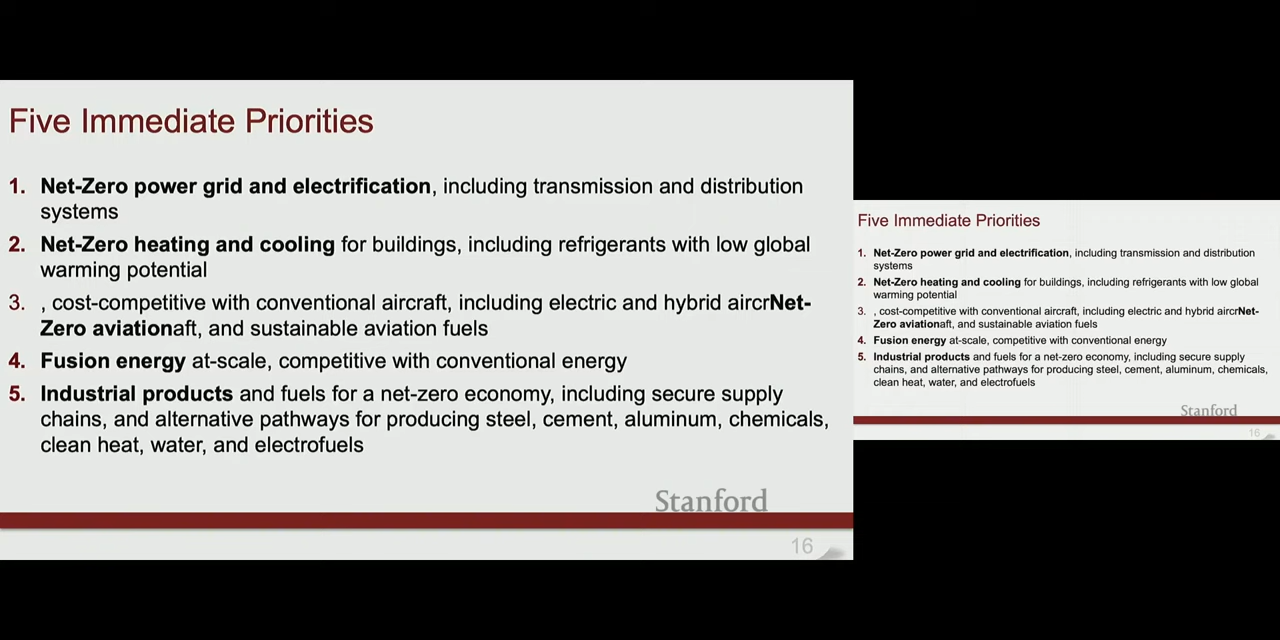 Five Immediate Priorities
1. Net-Zero power grid and electrification, including transmission and distribution
systems
2. Net-Zero heating and cooling for buildings, including refrigerants with low global
warming potential
3. , cost-competitive with conventional aircraft, including electric and hybrid aircrNet-
Zero aviationaft, and sustainable aviation fuels
4. Fusion energy at-scale, competitive with conventional energy
5. Industrial products and fuels for a net-zero economy, including secure supply
chains, and alternative pathways for producing steel, cement, aluminum, chemicals,
clean heat, water, and electrofuels
Stanford
16
Five Immediate Priorities
1. Net-Zero power grid and electrification, including transmission and distribution
systems
2. Net-Zero heating and cooling for buildings, including refrigerants with low global
warming potential
3. , cost-competitive with conventional aircraft, including electric and hybrid aircrNet-
Zero aviationaft, and sustainable aviation fuels
4. Fusion energy at-scale, competitive with conventional energy
5. Industrial products and fuels for a net-zero economy, including secure supply
chains, and alternative pathways for producing steel, cement, aluminum, chemicals,
clean heat, water, and electrofuels
Stanford
16